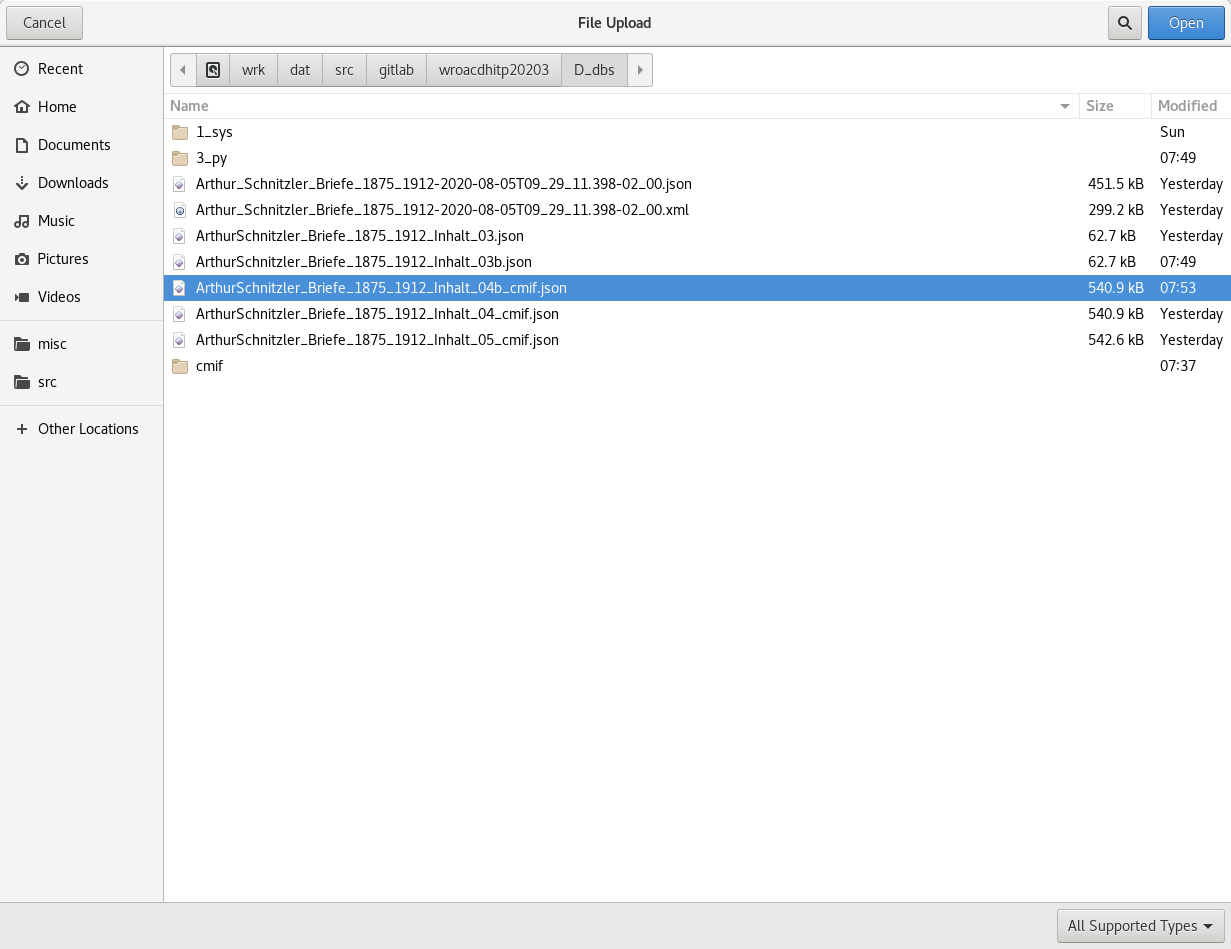 Cancel File Upload Open
Recent
Home
Documents
Downloads
Music
Pictures
Videos
misc
src
+ Other Locations
wrk dat src gitlab wroacdhitp20203 D_dbs
Name Size Modified
1_sys Sun
3_py 07:49
Arthur_Schnitzler_Briefe_1875_1912-2020-08-05T09_29_11.398-02_00.json 451.5 kB Yesterday
Arthur_Schnitzler_Briefe_1875_1912-2020-08-05T09_29_11.398-02_00.xml 299.2 kB Yesterday
ArthurSchnitzler_Briefe_1875_1912_Inhalt_03.json 62.7 kB Yesterday
ArthurSchnitzler_Briefe_1875_1912_Inhalt_03b.json 62.7 kB 07:49
ArthurSchnitzler_Briefe_1875_1912_Inhalt_04b_cmif.json 540.9 kB 07:53
ArthurSchnitzler_Briefe_1875_1912_Inhalt_04_cmif.json 540.9 kB Yesterday
ArthurSchnitzler_Briefe_1875_1912_Inhalt_05_cmif.json 542.6 kB Yesterday
cmif 07:37
All Supported Types